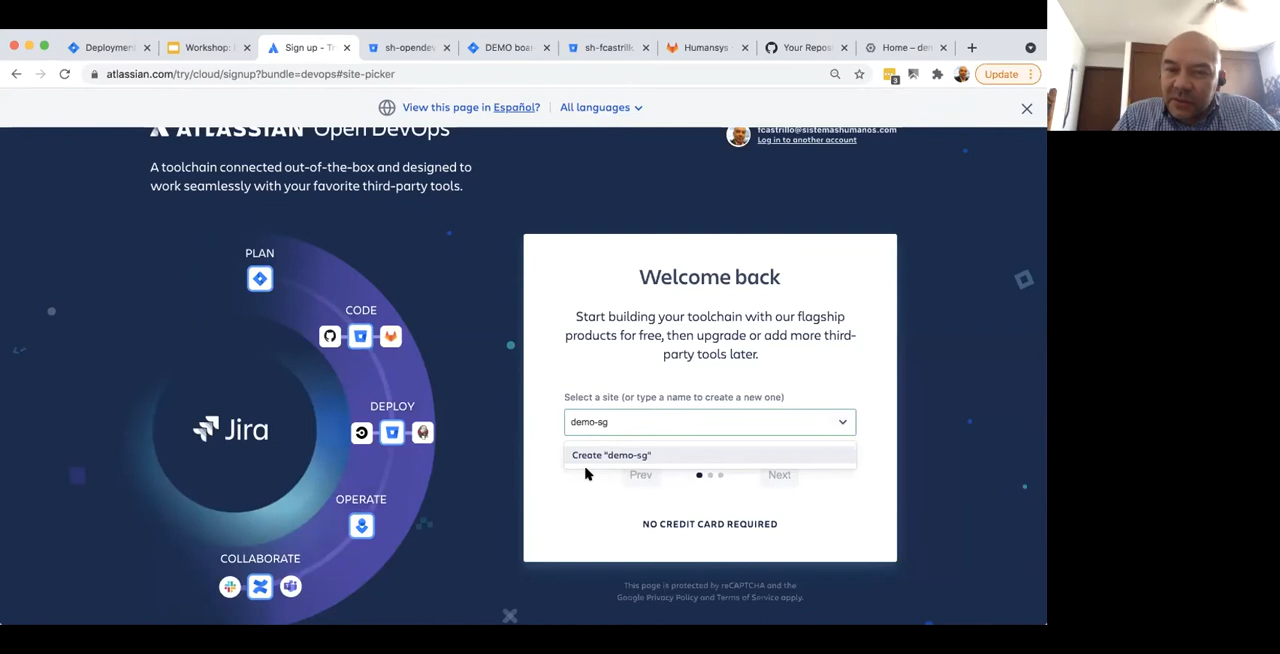 Deployment
Workshop:
Sign up - Tr
sh-opendev
DEMO boar
sh-fcastrillo
Humansys
Your Repos
Home – den
atlassian.com/try/cloud/signup?bundle=devops#site-picker
3
Update
View this page in Español?
All languages
ATLASSIAN Open DevOps
fcastrillo@sistemashumanos.com
Log in to another account
A toolchain connected out-of-the-box and designed to
work seamlessly with your favorite third-party tools.
PLAN
CODE
Jira
DEPLOY
OPERATE
COLLABORATE
Welcome back
Start building your toolchain with our flagship
products for free, then upgrade or add more third-
party tools later.
Select a site (or type a name to create a new one)
demo-sg
Create "demo-sg"
Prev
Next
NO CREDIT CARD REQUIRED
This page is protected by reCAPTCHA and the
Google Privacy Policy and Terms of Service apply.